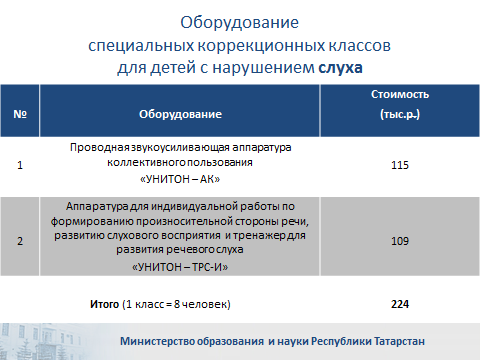 Оборудование
специальных коррекционных классов
для детей с нарушением слуха
№
Оборудование
Стоимость
(тыс.р.)
1
Проводная звукоусиливающая аппаратура
коллективного пользования
«УНИТОН – АК»
115
2
Аппаратура для индивидуальной работы по
формированию произносительной стороны речи,
развитию слухового восприятия и тренажер для
развития речевого слуха
«УНИТОН – ТРС-И»
109
Итого (1 класс = 8 человек)
224
Министерство образования и науки Республики Татарстан